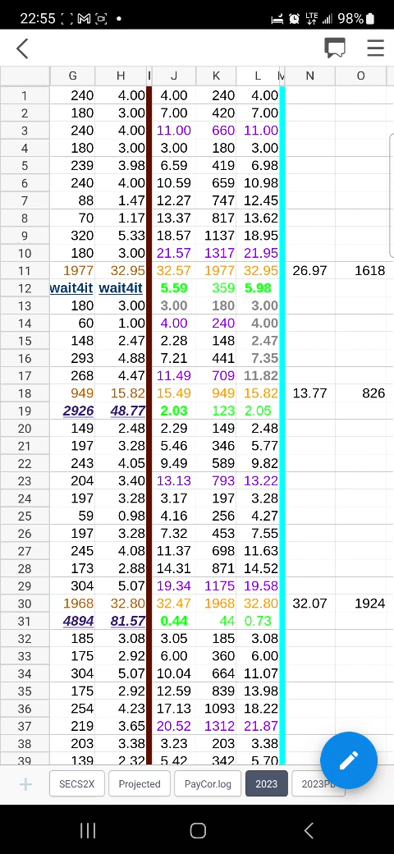 22:55 LTE 98%
G H I J K L M N O
1 240 4.00 4.00 240 4.00
2 180 3.00 7.00 420 7.00
3 240 4.00 11.00 660 11.00
4 180 3.00 3.00 180 3.00
5 239 3.98 6.59 419 6.98
6 240 4.00 10.59 659 10.98
7 88 1.47 12.27 747 12.45
8 70 1.17 13.37 817 13.62
9 320 5.33 18.57 1137 18.95
10 180 3.00 21.57 1317 21.95
11 1977 32.95 32.57 1977 32.95 26.97 1618
12 wait4it wait4it 5.59 359 5.98
13 180 3.00 3.00 180 3.00
14 60 1.00 4.00 240 4.00
15 148 2.47 2.28 148 2.47
16 293 4.88 7.21 441 7.35
17 268 4.47 11.49 709 11.82
18 949 15.82 15.49 949 15.82 13.77 826
19 2926 48.77 2.03 123 2.05
20 149 2.48 2.29 149 2.48
21 197 3.28 5.46 346 5.77
22 243 4.05 9.49 589 9.82
23 204 3.40 13.13 793 13.22
24 197 3.28 3.17 197 3.28
25 59 0.98 4.16 256 4.27
26 197 3.28 7.32 453 7.55
27 245 4.08 11.37 698 11.63
28 173 2.88 14.31 871 14.52
29 304 5.07 19.34 1175 19.58
30 1968 32.80 32.47 1968 32.80 32.07 1924
31 4894 81.57 0.44 44 0.73
32 185 3.08 3.05 185 3.08
33 175 2.92 6.00 360 6.00
34 304 5.07 10.04 664 11.07
35 175 2.92 12.59 839 13.98
36 254 4.23 17.13 1093 18.22
37 219 3.65 20.52 1312 21.87
38 203 3.38 3.23 203 3.38
39 139 2.32 5.42 342 5.70
SECS2X Projected PayCor.log 2023